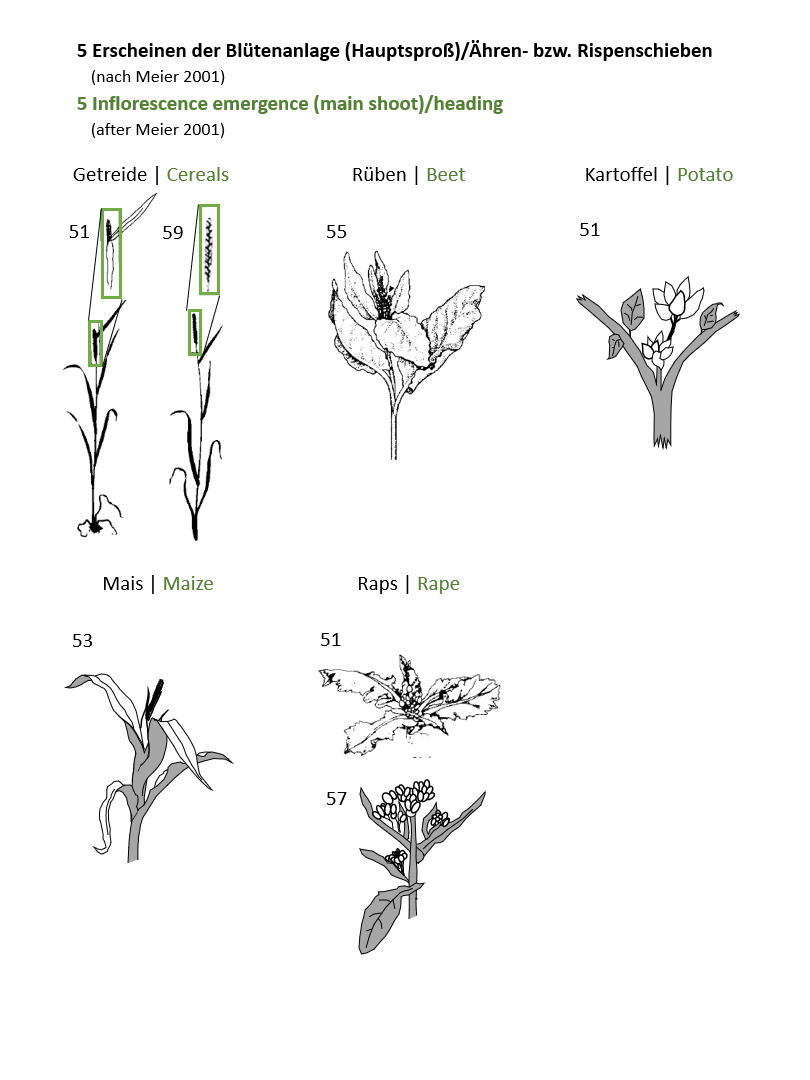 5 Erscheinen der Blütenanlage (Hauptsproß)/Ähren- bzw. Rispenschieben
(nach Meier 2001)
5 Inflorescence emergence (main shoot)/heading
(after Meier 2001)
Getreide | Cereals
Rüben | Beet
Kartoffel | Potato
51
59
55
51
Mais | Maize
Raps | Rape
53
51
57